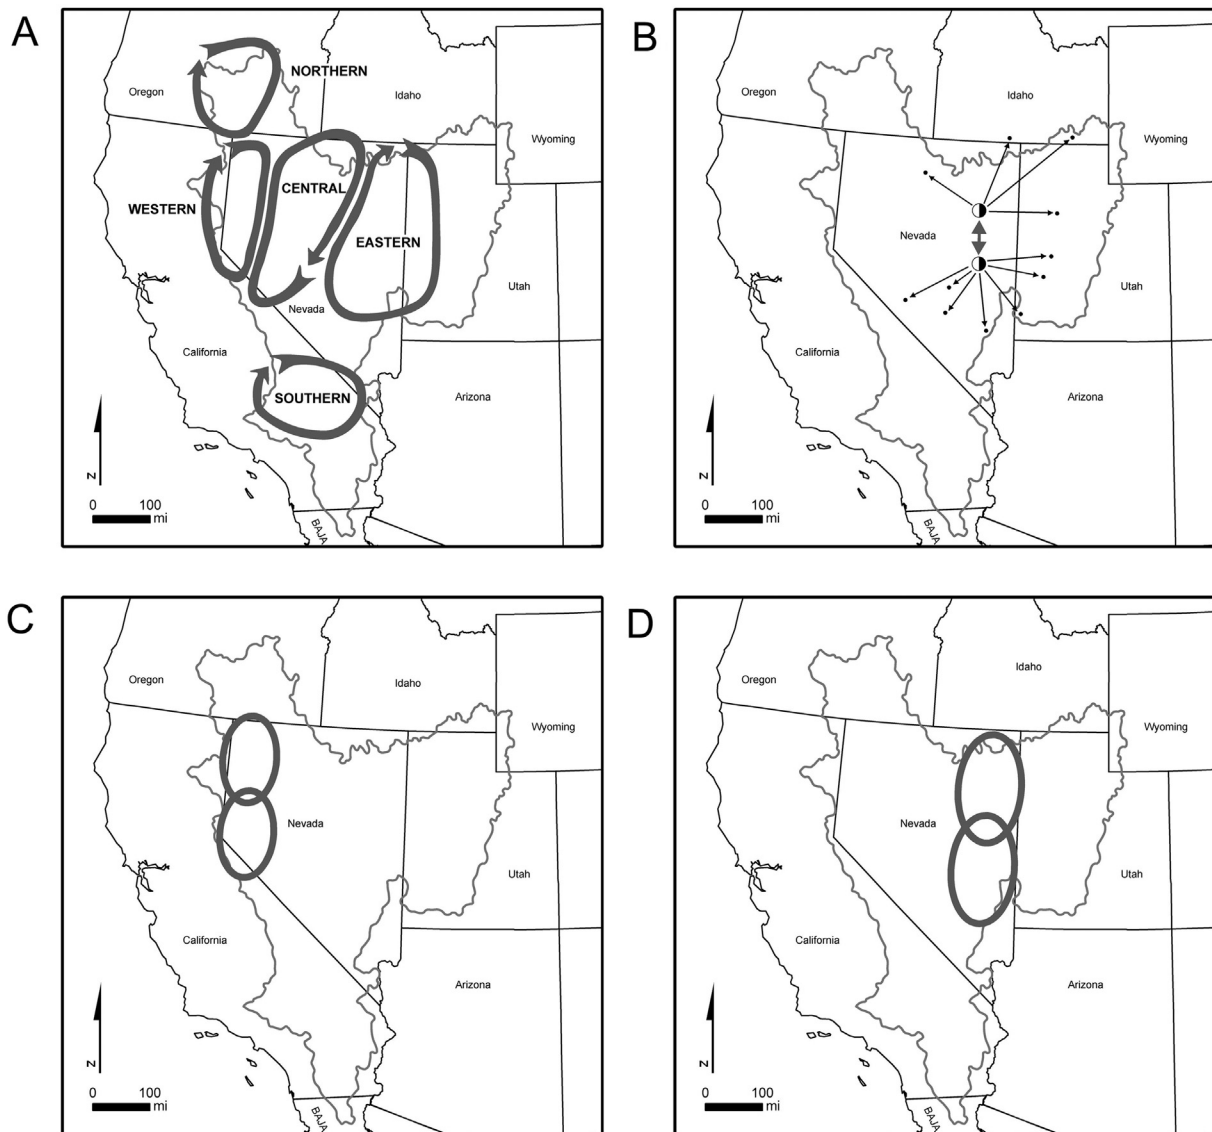 A
NORTHERN
Oregon
Idaho
Wyoming
CENTRAL
WESTERN
EASTERN
Utah
Nevada
California
SOUTHERN
Arizona
N
0 100
mi
BAJA
B
Oregon
Idaho
Wyoming
Nevada
Utah
California
Arizona
N
0 100
mi
BAJA
C
Oregon
Idaho
Wyoming
Nevada
Utah
California
Arizona
N
0 100
mi
BAJA
D
Idaho
Oregon
Wyoming
Nevada
Utah
California
Arizona
N
0 100
mi
BAJA